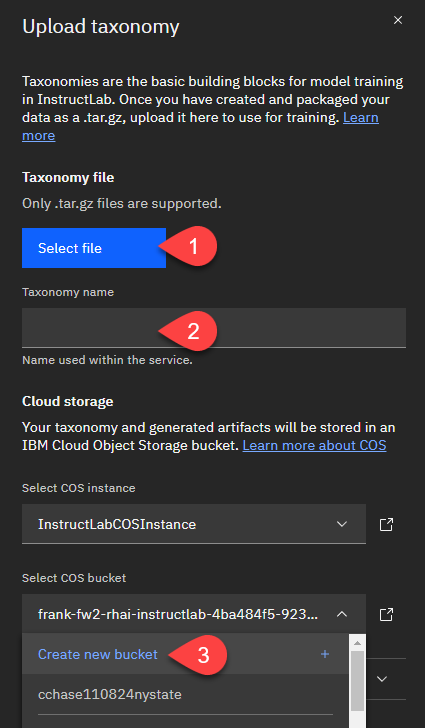 Upload taxonomy
Taxonomies are the basic building blocks for model training
in InstructLab. Once you have created and packaged your
data as a .tar.gz, upload it here to use for training. Learn
more
Taxonomy file
Only .tar.gz files are supported.
Select file
1
Taxonomy name
2
Name used within the service.
Cloud storage
Your taxonomy and generated artifacts will be stored in an
IBM Cloud Object Storage bucket. Learn more about COS
Select COS instance
InstructLabCOSInstance
Select COS bucket
frank-fw2-rhai-instructlab-4ba484f5-923...
Create new bucket +
3
cchase110824nystate